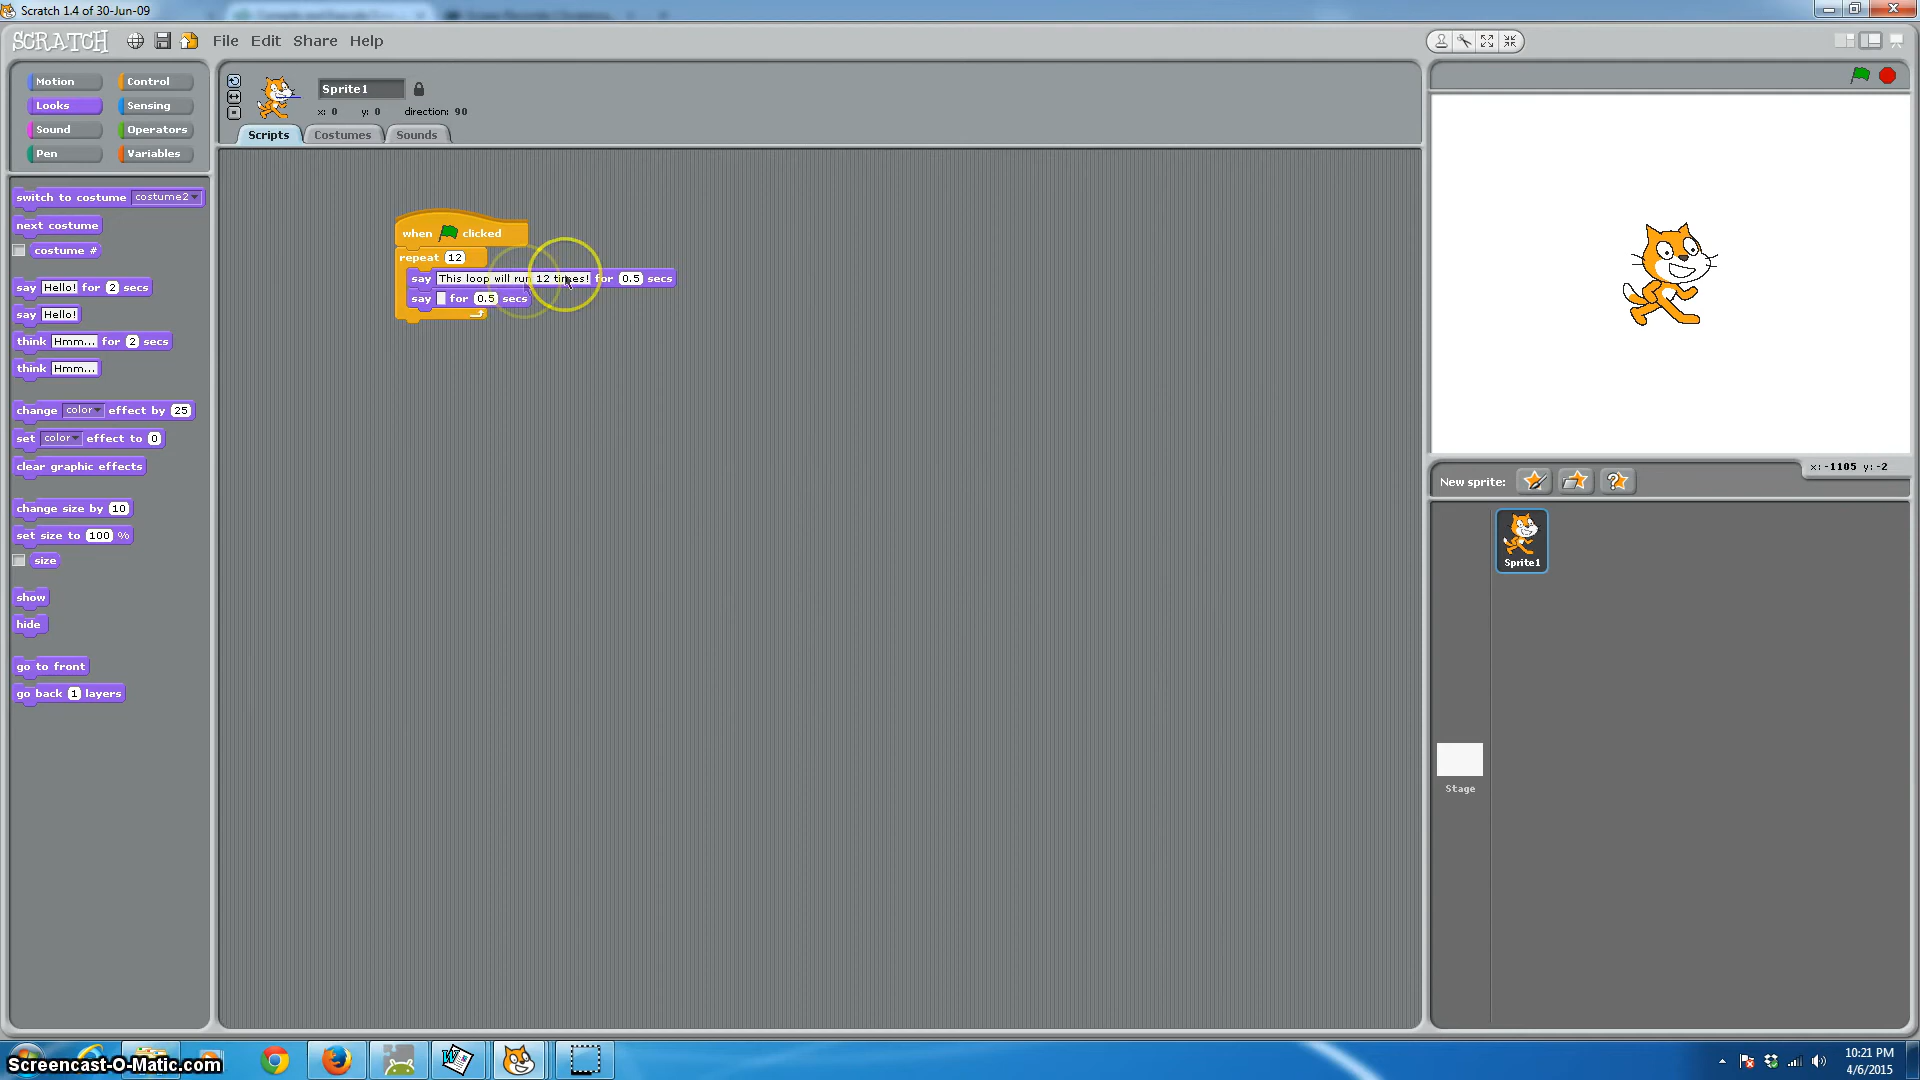 Scratch 1.4 of 30-Jun-09
SCRATCH File Edit Share Help
Motion Control
Looks Sensing
Sound Operators
Pen Variables
Sprite1
x: 0 y: 0 direction: 90
Scripts Costumes Sounds
switch to costume costume2
next costume
costume #
say Hello! for 2 secs
say Hello!
think Hmm... for 2 secs
think Hmm...
change color effect by 25
set color effect to 0
clear graphic effects
change size by 10
set size to 100 %
size
show
hide
go to front
go back 1 layers
when clicked
repeat 12
say This loop will run 12 times! for 0.5 secs
say for 0.5 secs
x: -1105 y: -2
New sprite:
Sprite1
Stage
Screencast-O-Matic.com
W
10:21 PM
4/6/2015